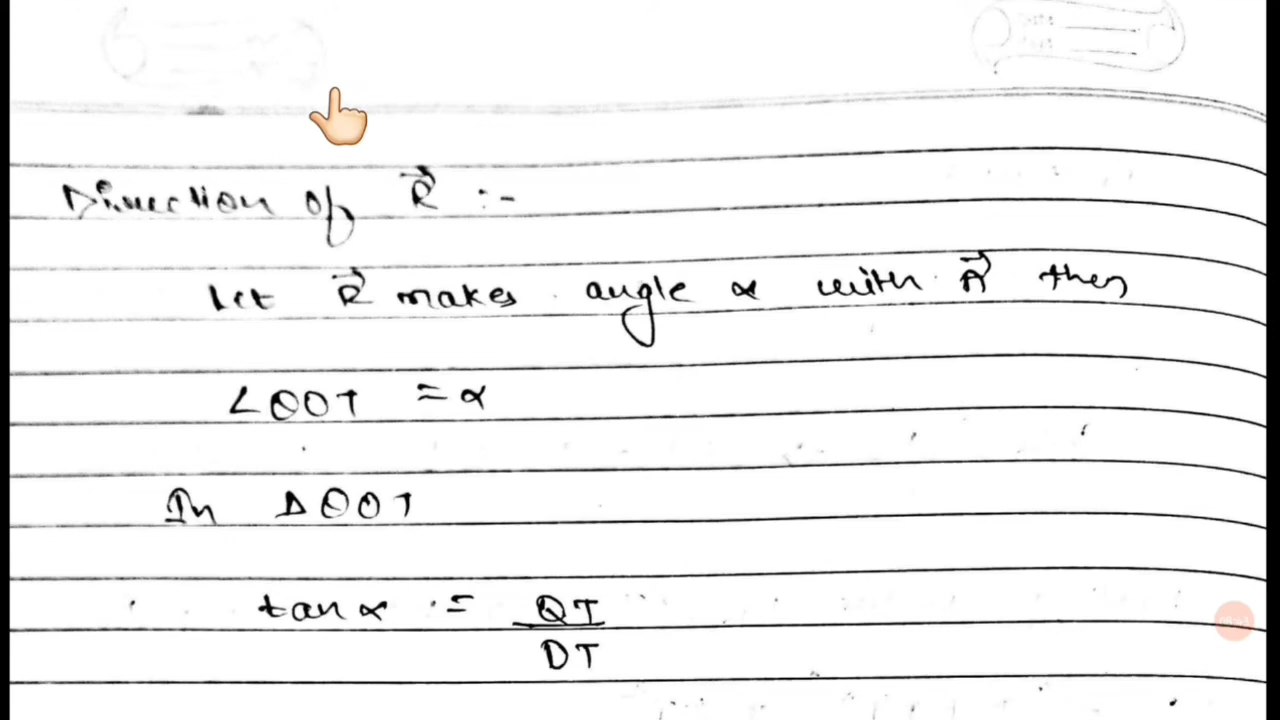 Direction of R⃗ :-
Let R⃗ makes angle α with A⃗ then
∠QOT = α
In ΔQOT
tan α = QT
OT